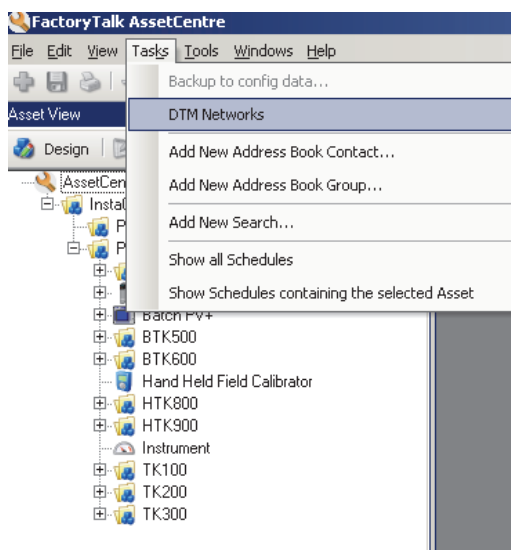 FactoryTalk AssetCentre
File Edit View Tasks Tools Windows Help
Backup to config data...
Asset View
DTM Networks
Design
Add New Address Book Contact...
AssetCen
Add New Address Book Group...
Insta
P
Add New Search...
P
Show all Schedules
Show Schedules containing the selected Asset
Batch PV+
BTK500
BTK600
Hand Held Field Calibrator
HTK800
HTK900
Instrument
TK100
TK200
TK300